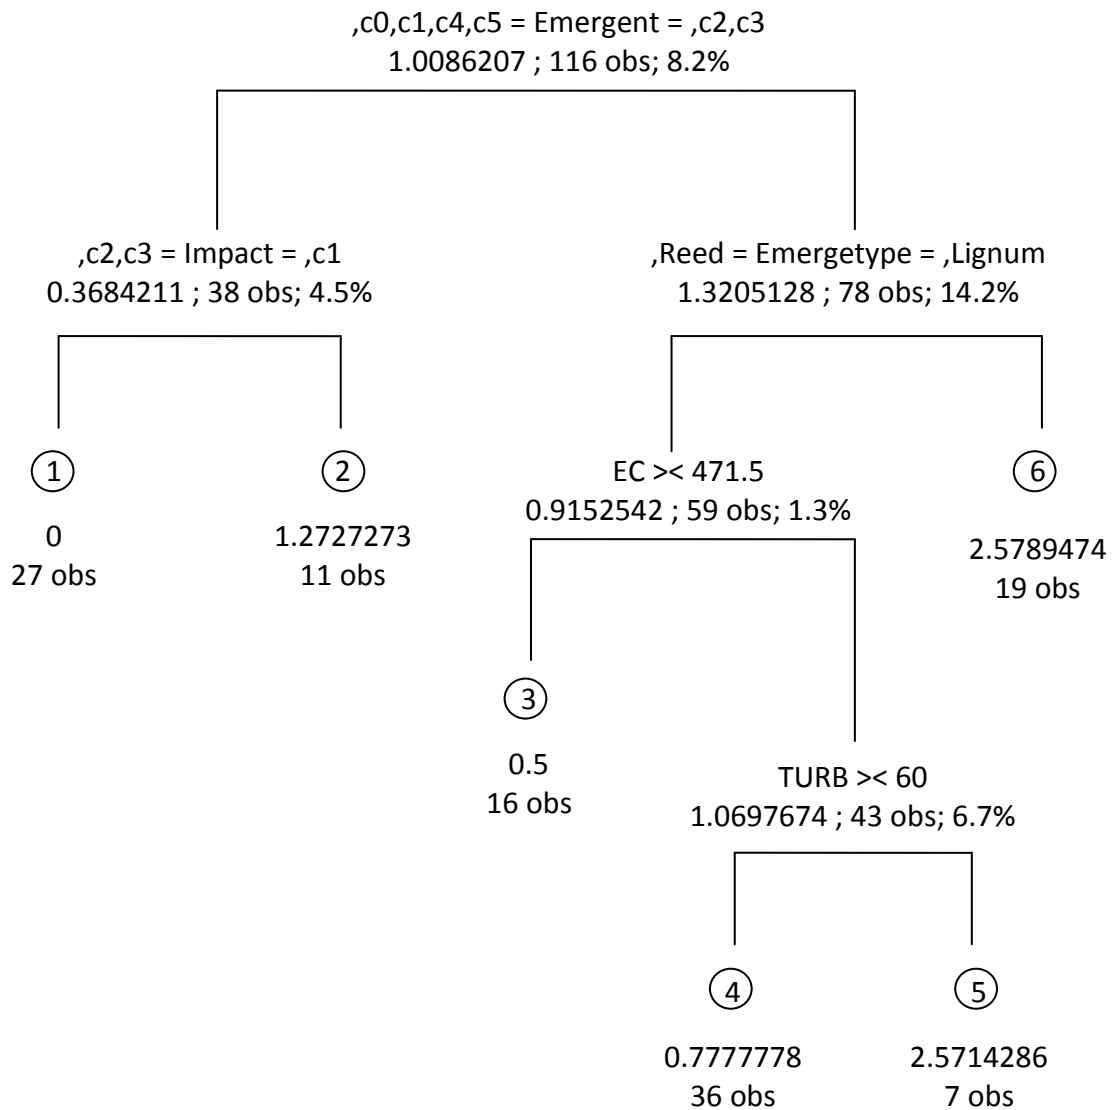 ,c0,c1,c4,c5 = Emergent = ,c2,c3
1.0086207 ; 116 obs; 8.2%
,c2,c3 = Impact = ,c1
0.3684211 ; 38 obs; 4.5%
,Reed = Emergetype = ,Lignum
1.3205128 ; 78 obs; 14.2%
1
0
27 obs
2
1.2727273
11 obs
EC >< 471.5
0.9152542 ; 59 obs; 1.3%
6
2.5789474
19 obs
3
0.5
16 obs
TURB >< 60
1.0697674 ; 43 obs; 6.7%
4
0.7777778
36 obs
5
2.5714286
7 obs